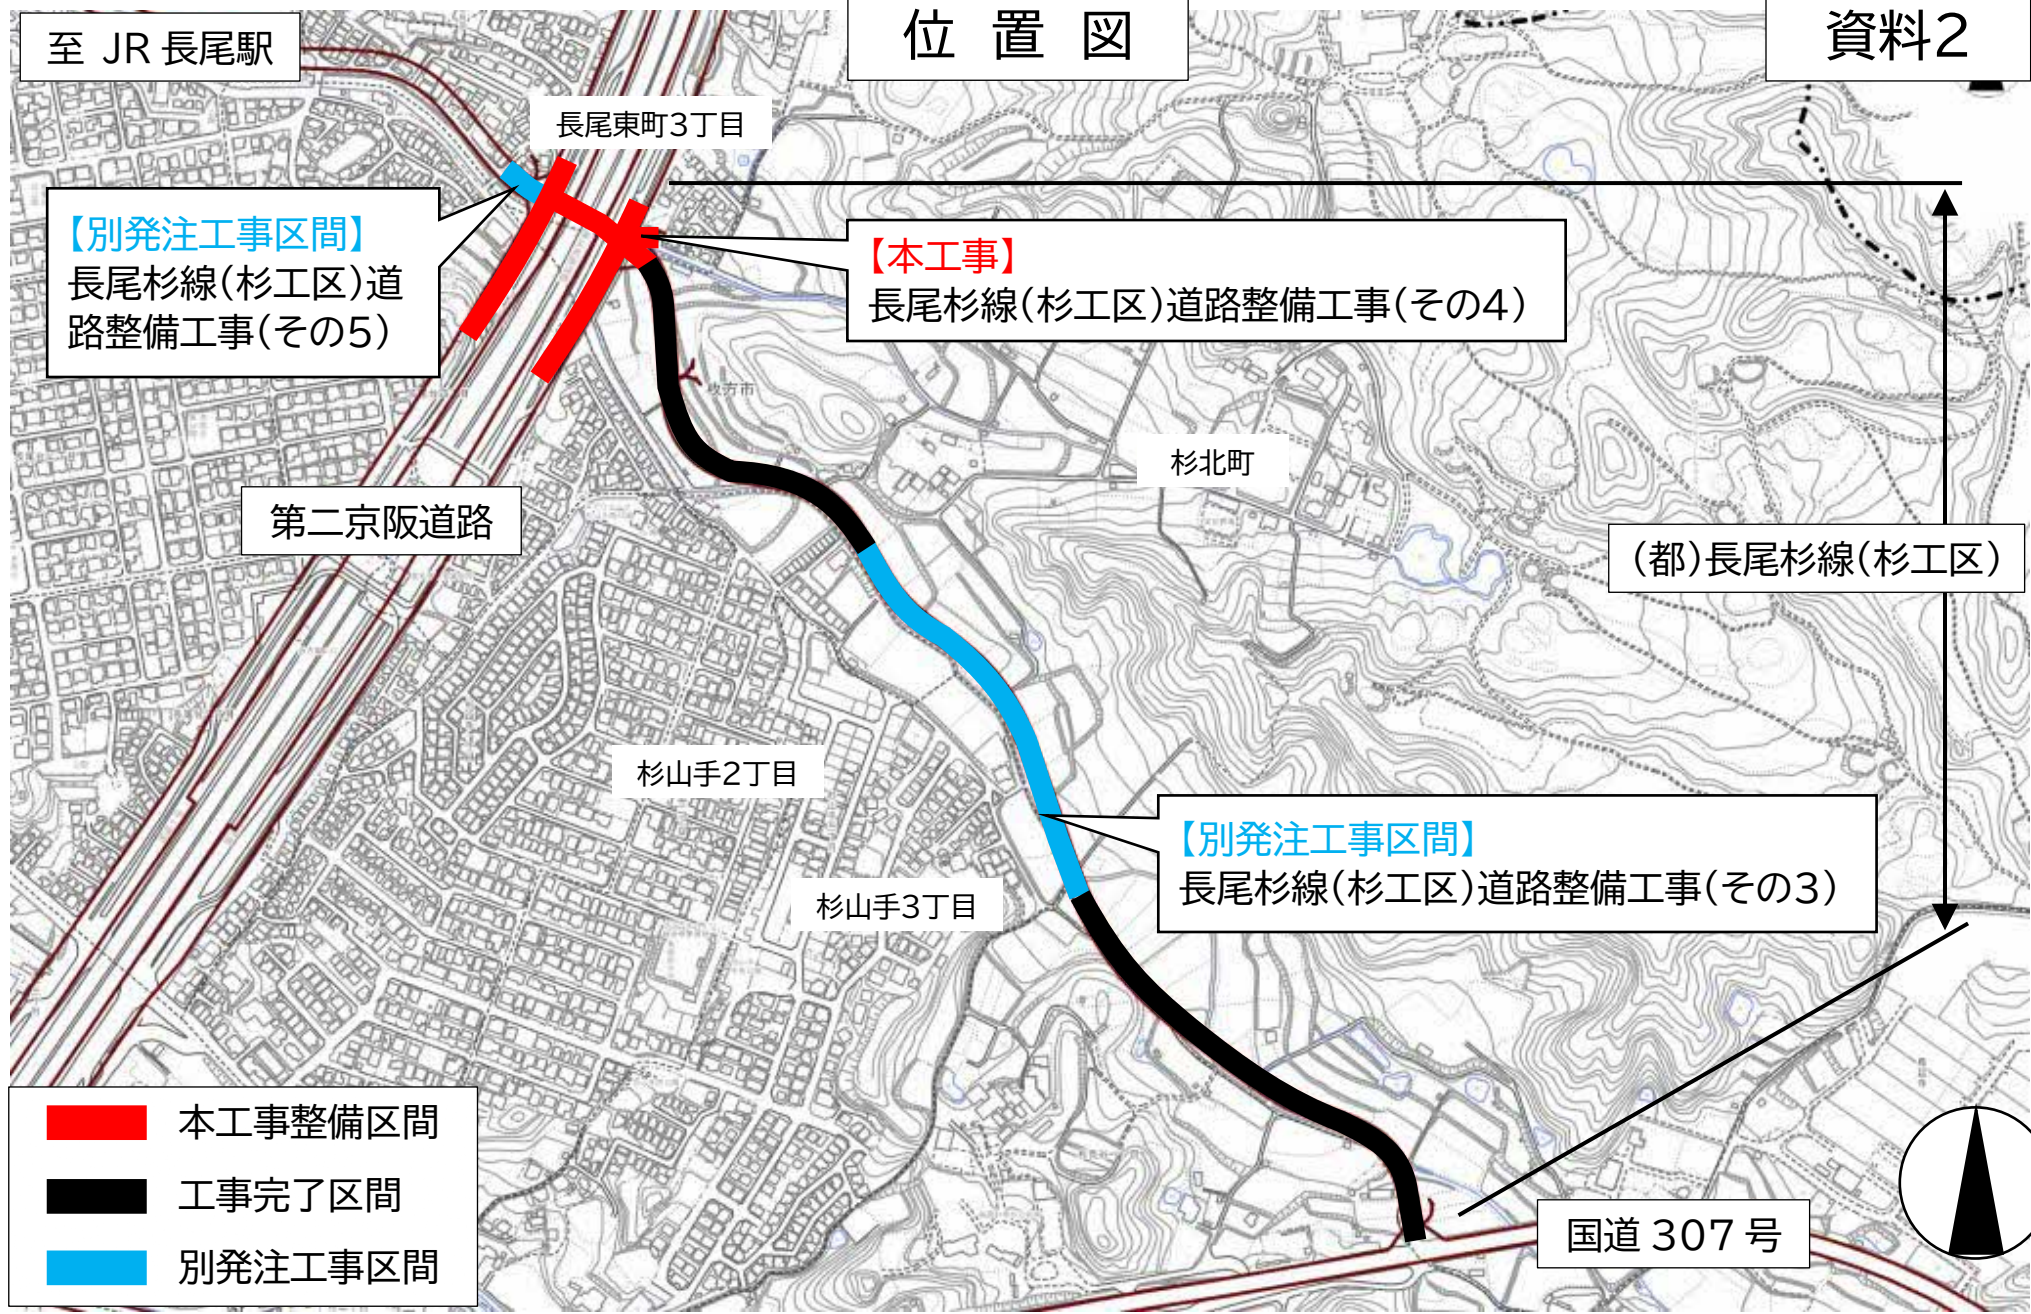 位 置 図
資料2
至 JR 長尾駅
長尾東町3丁目
【別発注工事区間】
長尾杉線(杉工区)道
路整備工事(その5)
【本工事】
長尾杉線(杉工区)道路整備工事(その4)
枚方市
杉北町
第二京阪道路
(都)長尾杉線(杉工区)
杉山手2丁目
【別発注工事区間】
長尾杉線(杉工区)道路整備工事(その3)
杉山手3丁目
本工事整備区間
工事完了区間
別発注工事区間
国道 307 号